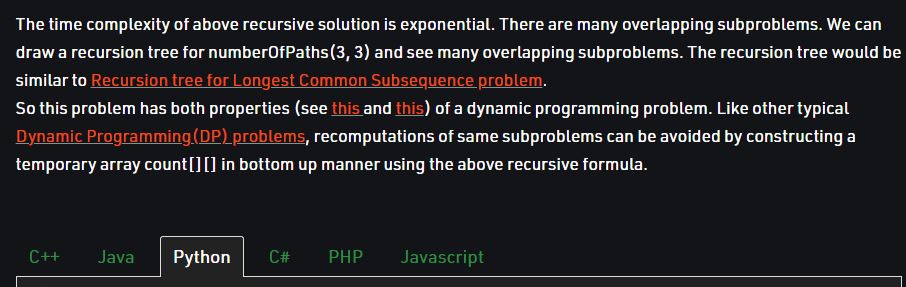 The time complexity of above recursive solution is exponential. There are many overlapping subproblems. We can
draw a recursion tree for numberOfPaths(3, 3) and see many overlapping subproblems. The recursion tree would be
similar to Recursion tree for Longest Common Subsequence problem.
So this problem has both properties (see this and this) of a dynamic programming problem. Like other typical
Dynamic Programming(DP) problems, recomputations of same subproblems can be avoided by constructing a
temporary array count[][] in bottom up manner using the above recursive formula.
C++ Java Python C# PHP Javascript